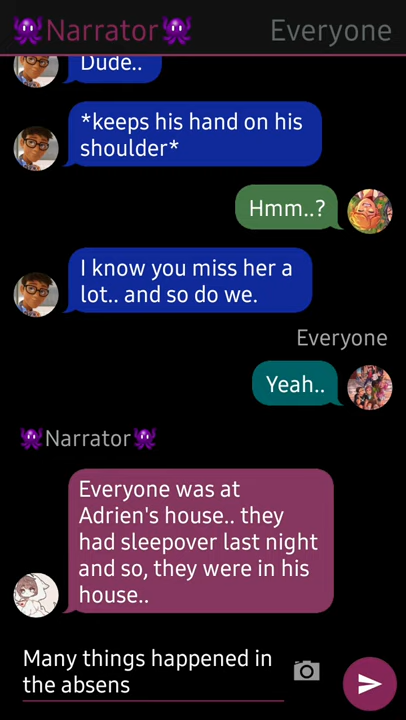 🐙Narrator🐙 Everyone
Dude..
*keeps his hand on his
shoulder*
Hmm..?
I know you miss her a
lot.. and so do we.
Everyone
Yeah..
🐙Narrator🐙
Everyone was at
Adrien's house.. they
had sleepover last night
and so, they were in his
house..
Many things happened in
the absens